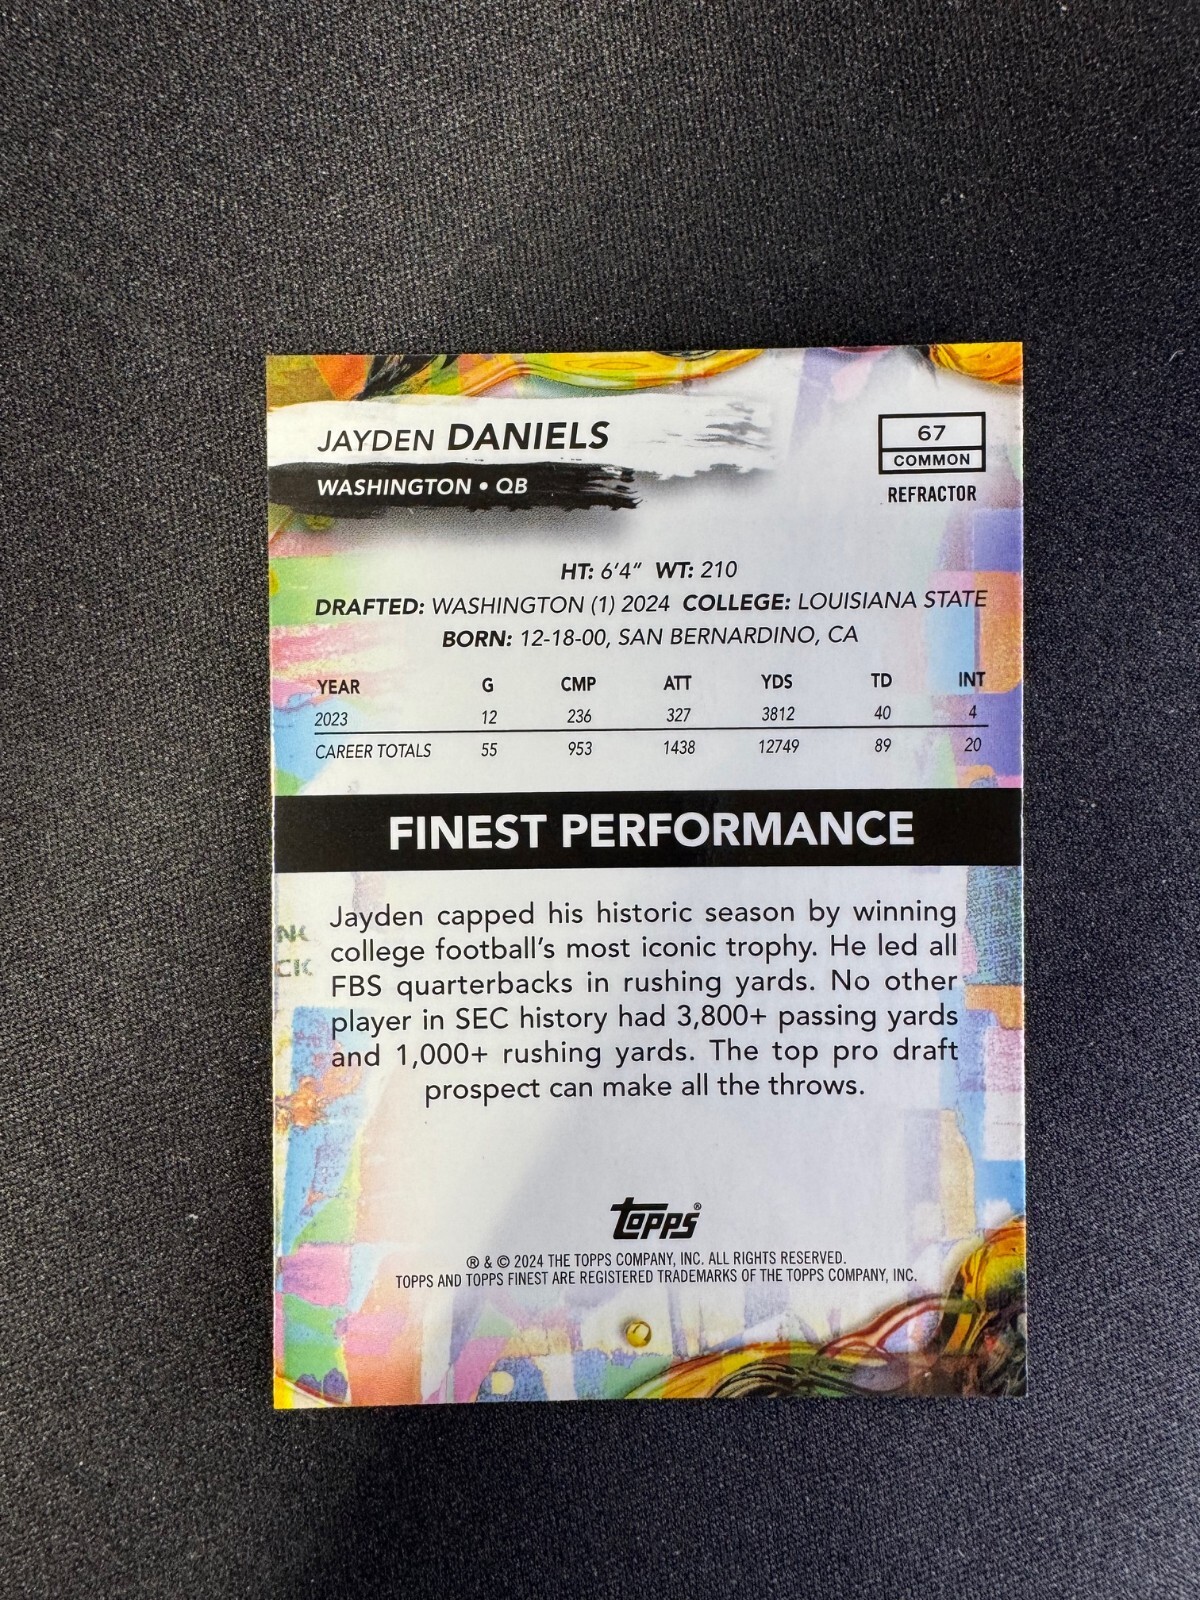 JAYDEN DANIELS
WASHINGTON • QB
67
COMMON
REFRACTOR
HT: 6'4" WT: 210
DRAFTED: WASHINGTON (1) 2024 COLLEGE: LOUISIANA STATE
BORN: 12-18-00, SAN BERNARDINO, CA
YEAR G CMP ATT YDS TD INT
2023 12 236 327 3812 40 4
CAREER TOTALS 55 953 1438 12749 89 20
FINEST PERFORMANCE
Jayden capped his historic season by winning
college football's most iconic trophy. He led all
FBS quarterbacks in rushing yards. No other
player in SEC history had 3,800+ passing yards
and 1,000+ rushing yards. The top pro draft
prospect can make all the throws.
topps®
® & © 2024 THE TOPPS COMPANY, INC. ALL RIGHTS RESERVED.
TOPPS AND TOPPS FINEST ARE REGISTERED TRADEMARKS OF THE TOPPS COMPANY, INC.